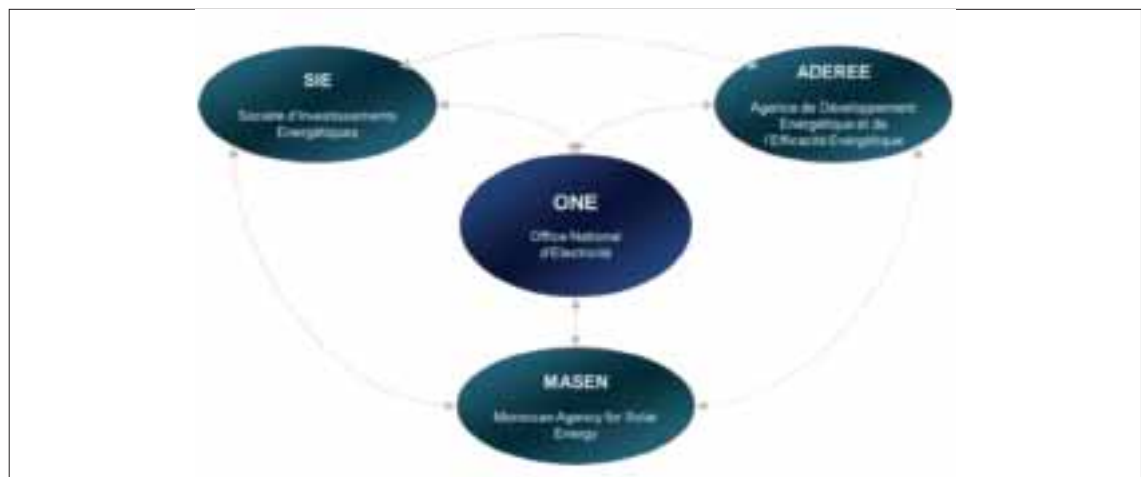 SIE
Société d'Investissements
Énergétiques
ADEREE
Agence de Développement
Energétique et de
l'Efficacité Energétique
ONE
Office National
d'Electricité
MASEN
Moroccan Agency for Solar
Energy